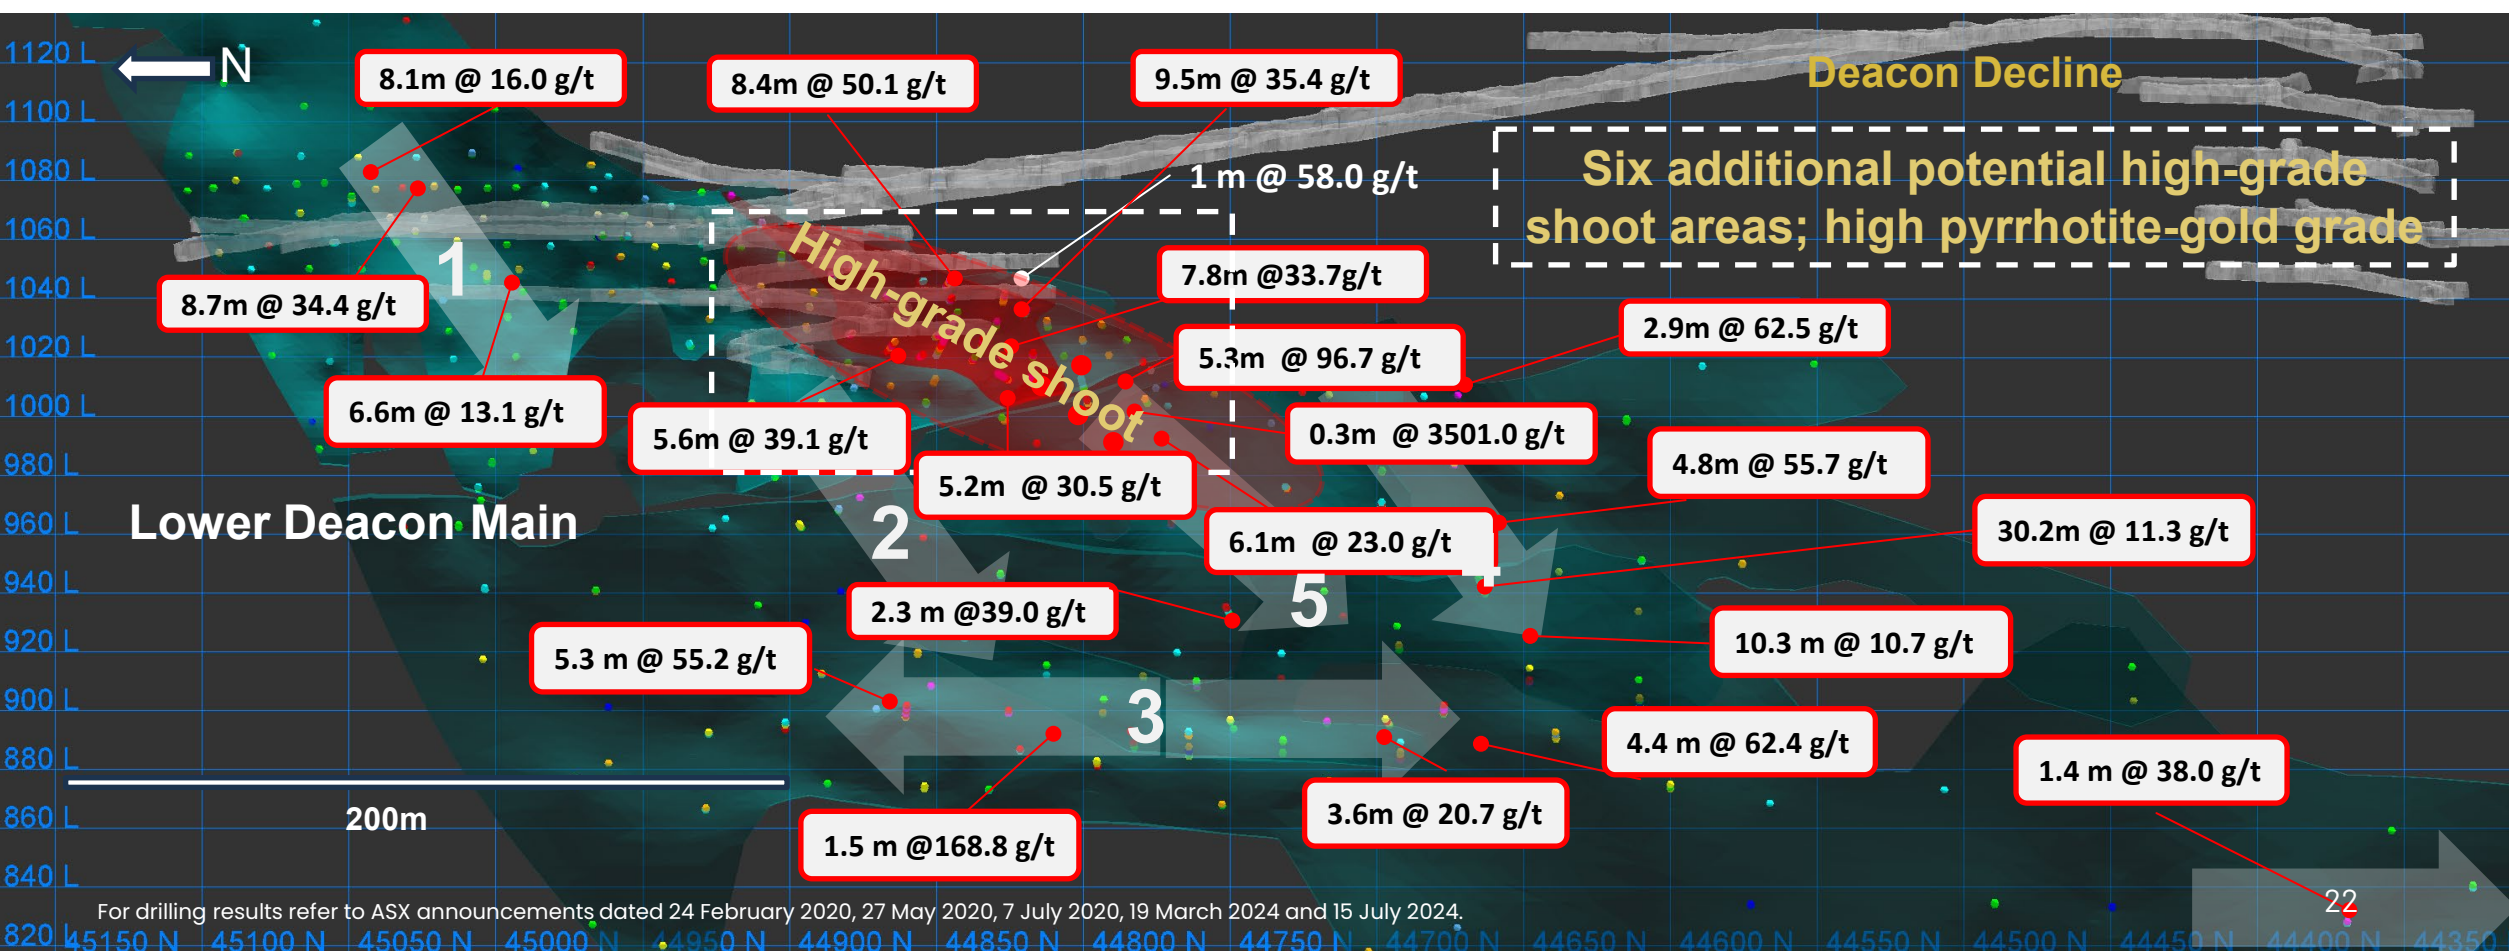 1120 L
N
8.1m @ 16.0 g/t
8.4m @ 50.1 g/t
9.5m @ 35.4 g/t
Deacon Decline
1100 L
1080 L
1 m @ 58.0 g/t
Six additional potential high-grade
shoot areas; high pyrrhotite-gold grade
1060 L
1
High-grade shoot
7.8m @33.7g/t
1040 L
8.7m @ 34.4 g/t
2.9m @ 62.5 g/t
1020 L
5.3m @ 96.7 g/t
1000 L
6.6m @ 13.1 g/t
5.6m @ 39.1 g/t
0.3m @ 3501.0 g/t
980 L
5.2m @ 30.5 g/t
4.8m @ 55.7 g/t
Lower Deacon Main
960 L
2
6.1m @ 23.0 g/t
30.2m @ 11.3 g/t
940 L
2.3 m @39.0 g/t
5
920 L
5.3 m @ 55.2 g/t
10.3 m @ 10.7 g/t
900 L
3
4.4 m @ 62.4 g/t
880 L
1.4 m @ 38.0 g/t
860 L
200m
3.6m @ 20.7 g/t
1.5 m @168.8 g/t
840 L
22
For drilling results refer to ASX announcements dated 24 February 2020, 27 May 2020, 7 July 2020, 19 March 2024 and 15 July 2024.
820 L
45150 N 45100 N 45050 N 45000 N 44950 N 44900 N 44850 N 44800 N 44750 N 44700 N 44650 N 44600 N 44550 N 44500 N 44450 N 44400 N 44350